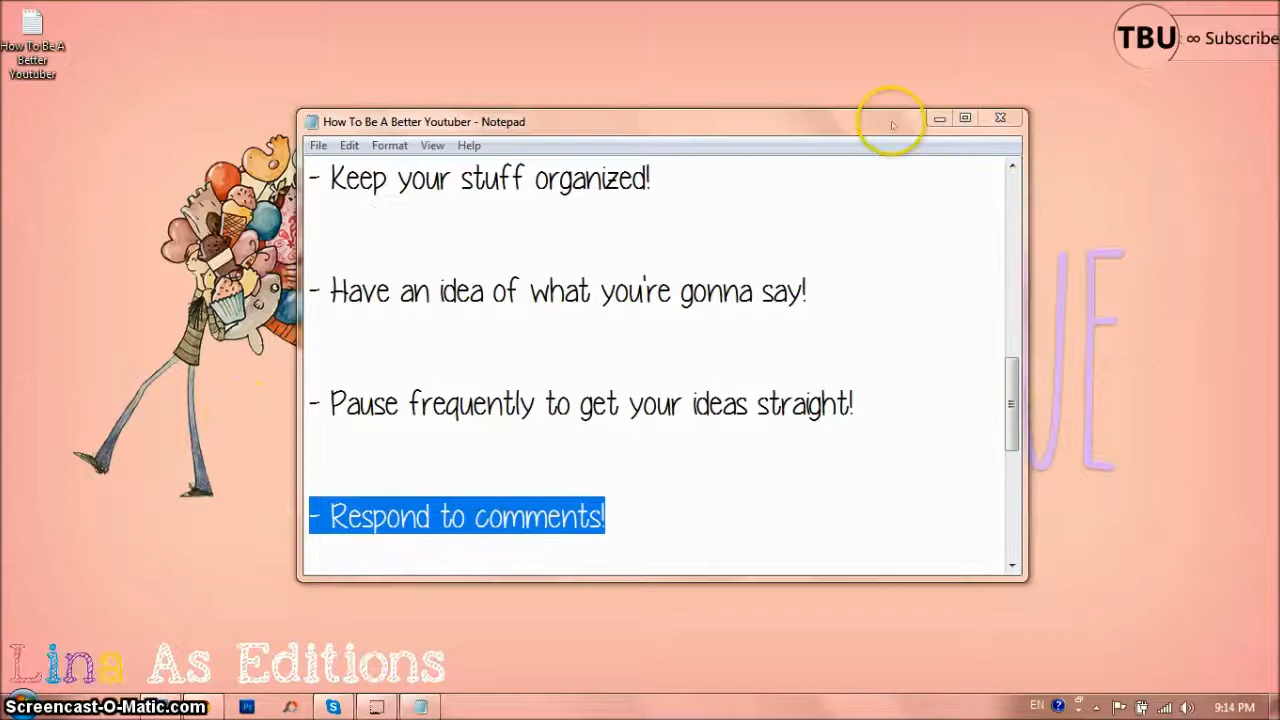 How To Be A
Better
Youtuber
TBU : ∞ Subscribe
How To Be A Better Youtuber - Notepad
File Edit Format View Help
- Keep your stuff organized!
- Have an idea of what you're gonna say!
- Pause frequently to get your ideas straight!
- Respond to comments!
UE
Lina As Editions
Screencast-O-Matic.com
Ps
EN
9:14 PM